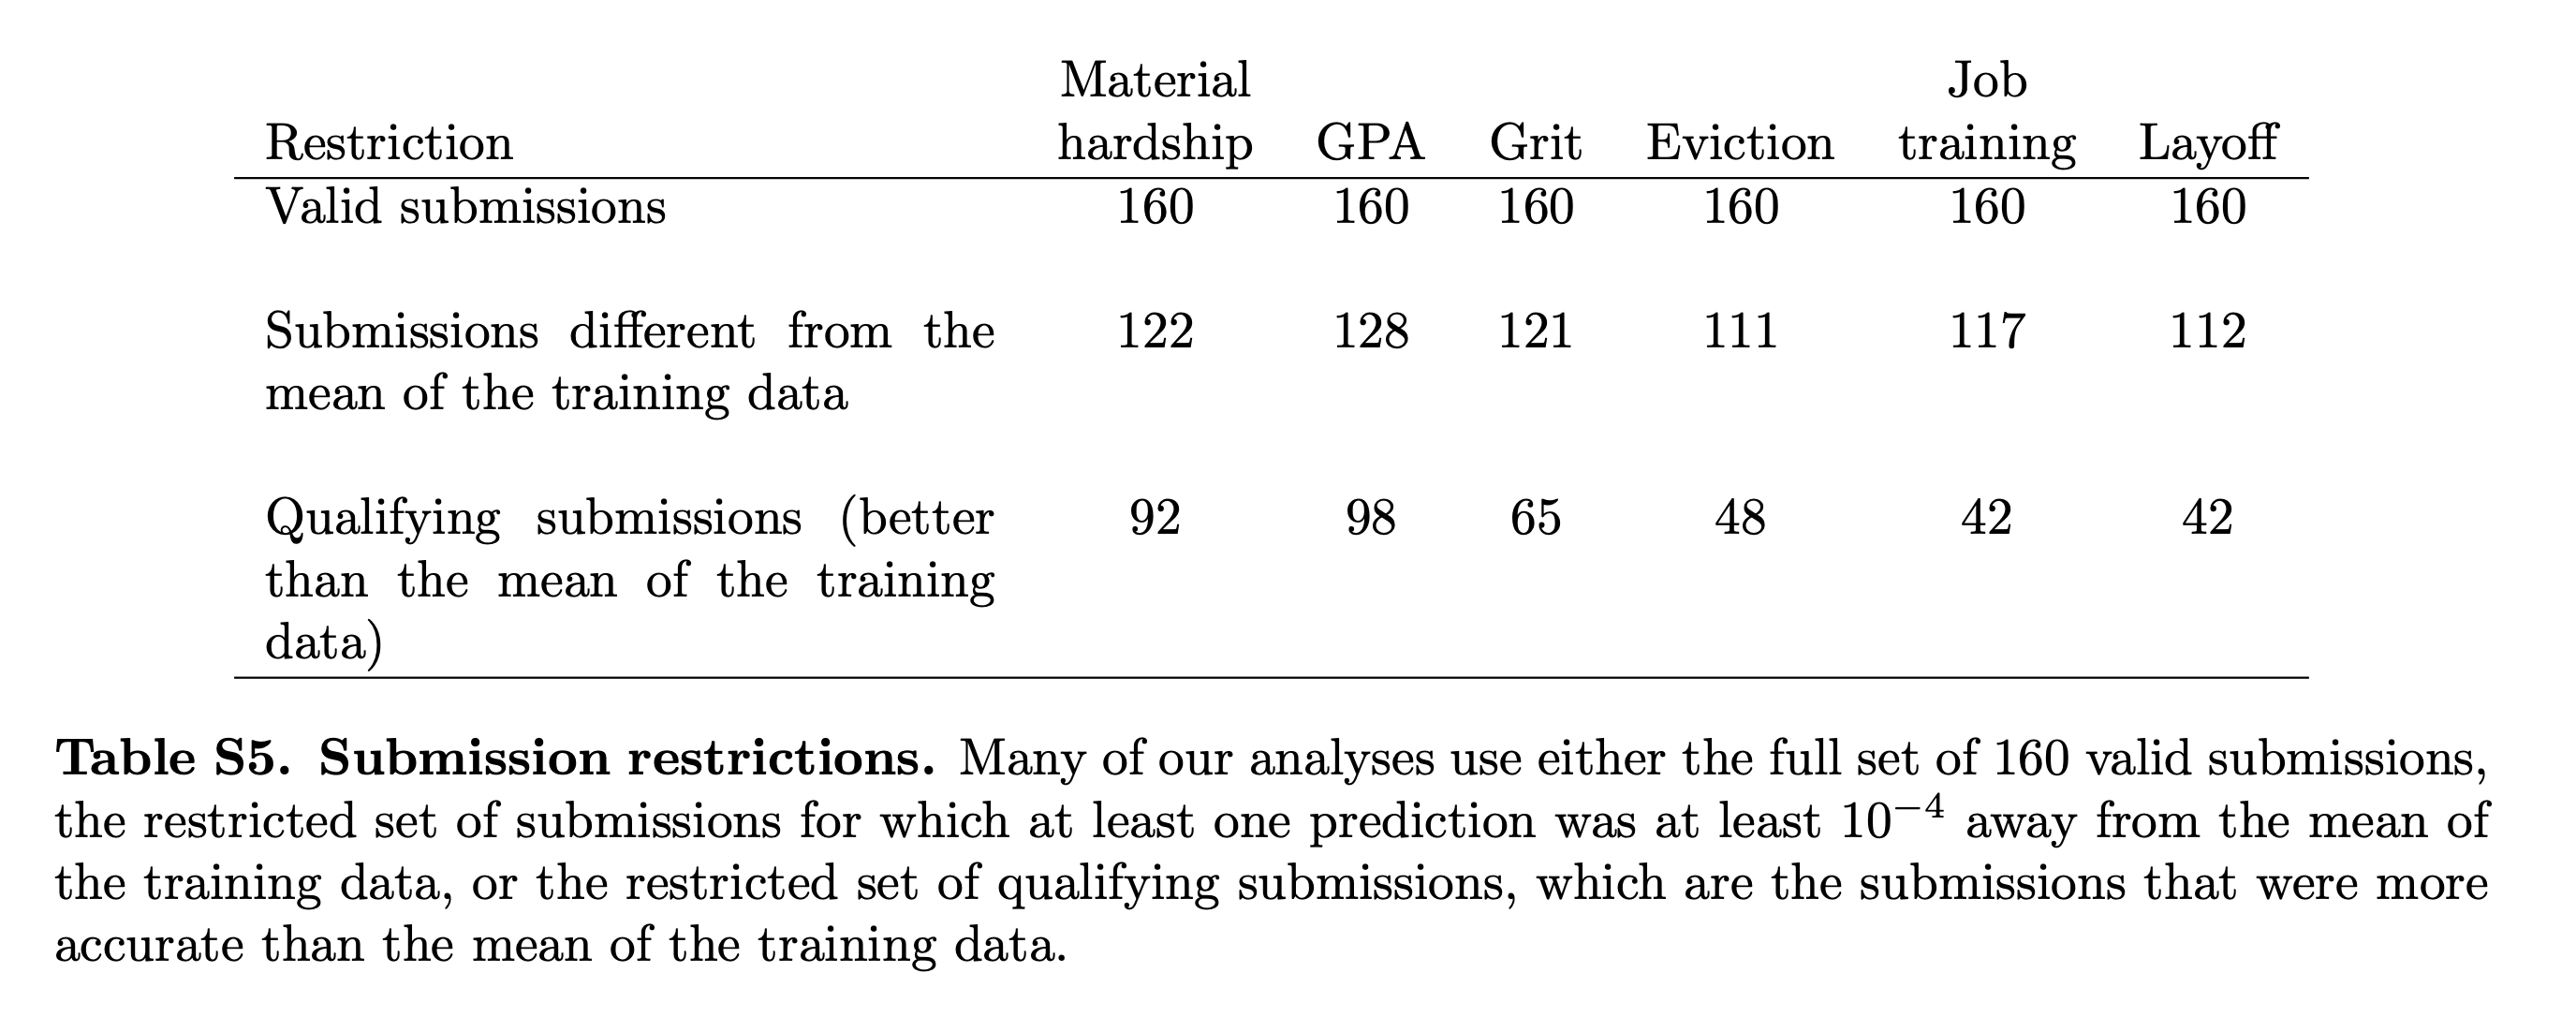 Material Job
Restriction hardship GPA Grit Eviction training Layoff
Valid submissions 160 160 160 160 160 160
Submissions different from the 122 128 121 111 117 112
mean of the training data
Qualifying submissions (better 92 98 65 48 42 42
than the mean of the training
data)
Table S5. Submission restrictions. Many of our analyses use either the full set of 160 valid submissions,
the restricted set of submissions for which at least one prediction was at least 10⁻⁴ away from the mean of
the training data, or the restricted set of qualifying submissions, which are the submissions that were more
accurate than the mean of the training data.